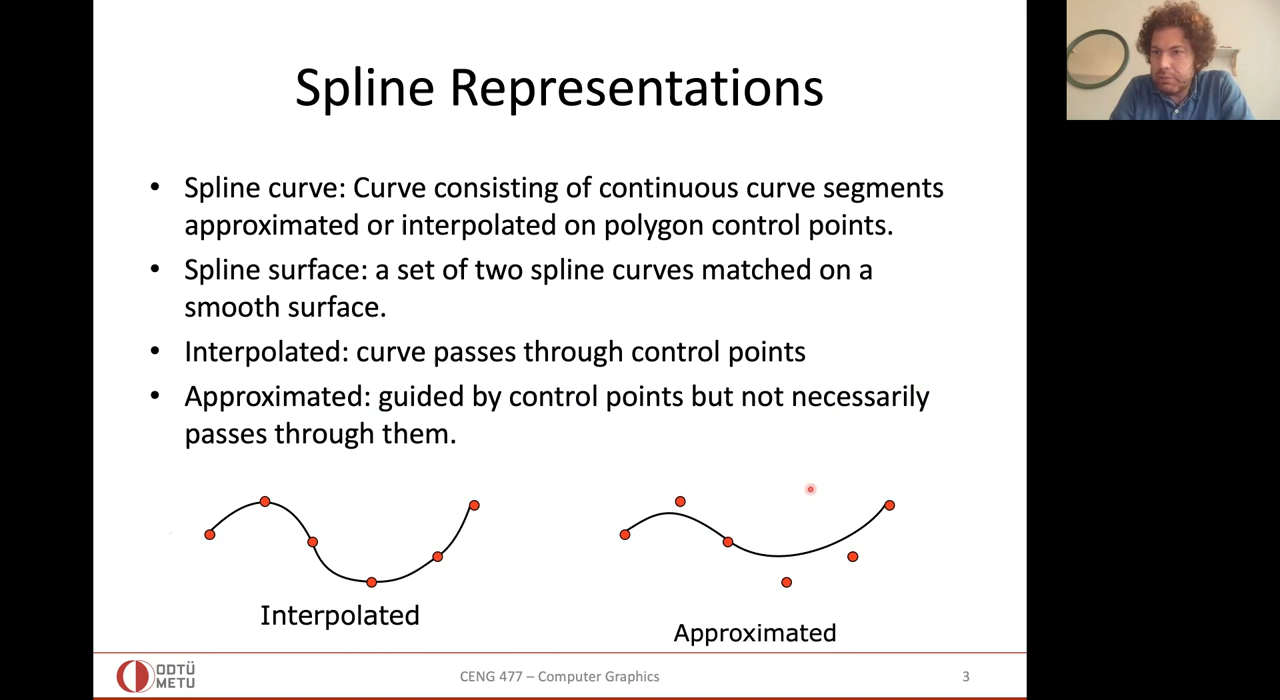 Spline Representations
• Spline curve: Curve consisting of continuous curve segments
approximated or interpolated on polygon control points.
• Spline surface: a set of two spline curves matched on a
smooth surface.
• Interpolated: curve passes through control points
• Approximated: guided by control points but not necessarily
passes through them.
Interpolated
Approximated
ODTÜ
METU
CENG 477 – Computer Graphics
3